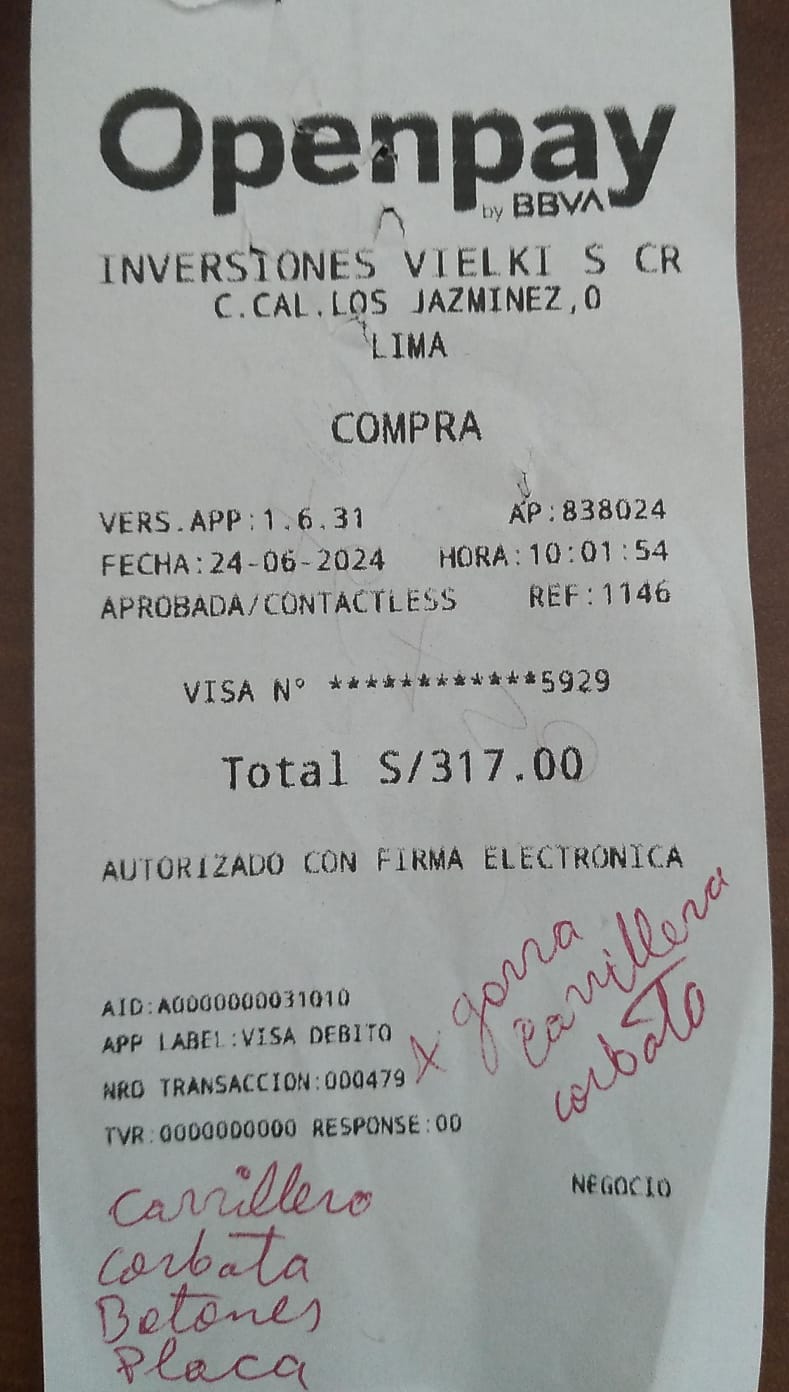 Openpay
by BBVA
INVERSIONES VIELKI S CR
C.CAL.LOS JAZMINEZ,0
LIMA
COMPRA
VERS.APP:1.6.31 AP:838024
FECHA:24-06-2024 HORA:10:01:54
APROBADA/CONTACTLESS REF:1146
VISA N° ************5929
Total S/317.00
AUTORIZADO CON FIRMA ELECTRONICA
AID:A0000000031010
APP LABEL:VISA DEBITO
NRO TRANSACCION:000479
TVR:0000000000 RESPONSE:00
x gorra
carrillera
corbata
NEGOCIO
Carrillero
Corbata
Botones
Placa